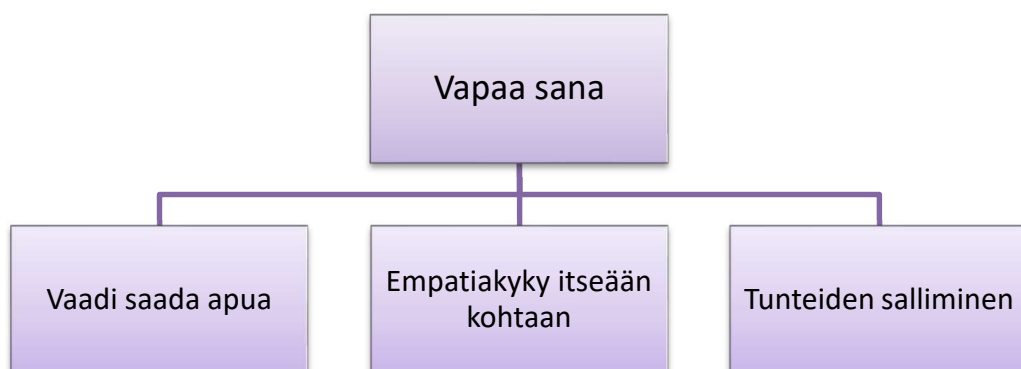 Vapaa sana
Vaadi saada apua
Empatiakyky itseään
kohtaan
Tunteiden salliminen